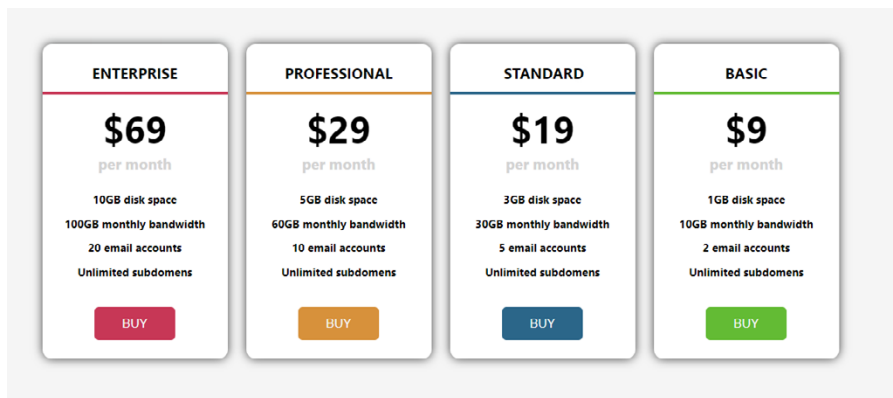 ENTERPRISE
$69
per month
10GB disk space
100GB monthly bandwidth
20 email accounts
Unlimited subdomens
BUY
PROFESSIONAL
$29
per month
5GB disk space
60GB monthly bandwidth
10 email accounts
Unlimited subdomens
BUY
STANDARD
$19
per month
3GB disk space
30GB monthly bandwidth
5 email accounts
Unlimited subdomens
BUY
BASIC
$9
per month
1GB disk space
10GB monthly bandwidth
2 email accounts
Unlimited subdomens
BUY